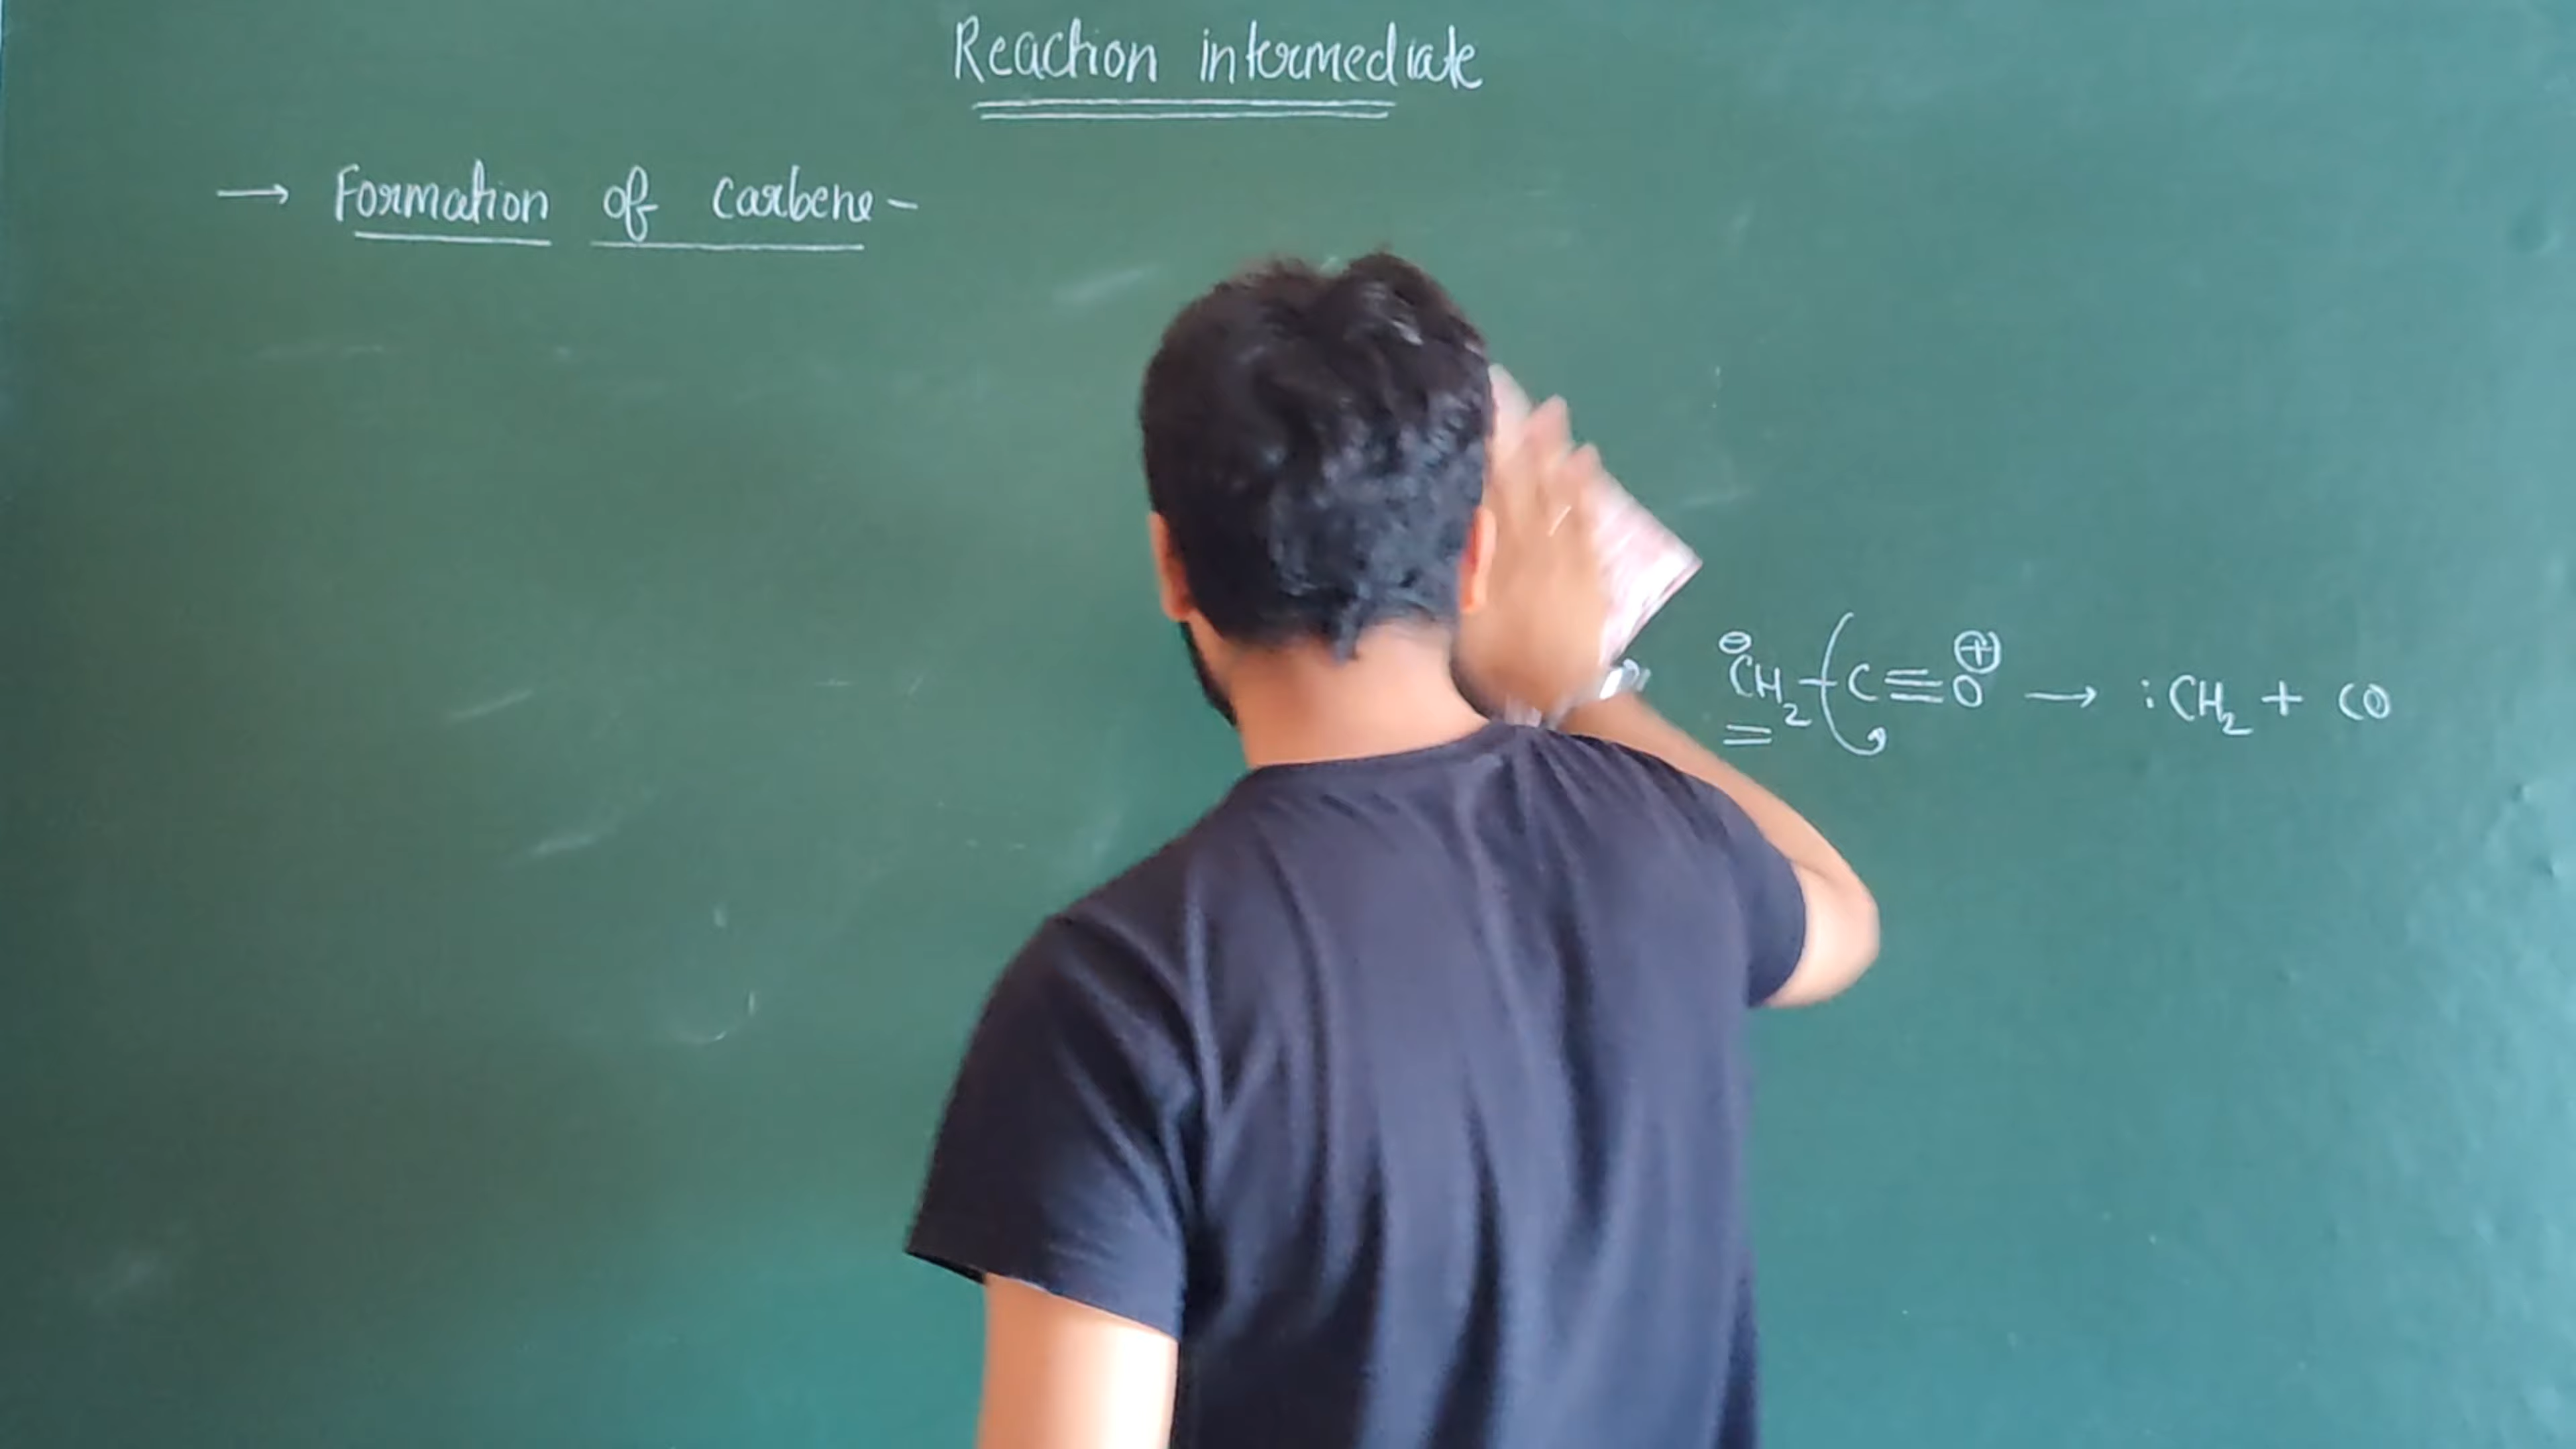 Reaction intermediate
→ Formation of carbene -
⊖CH₂-C≡O⊕ → :CH₂ + CO